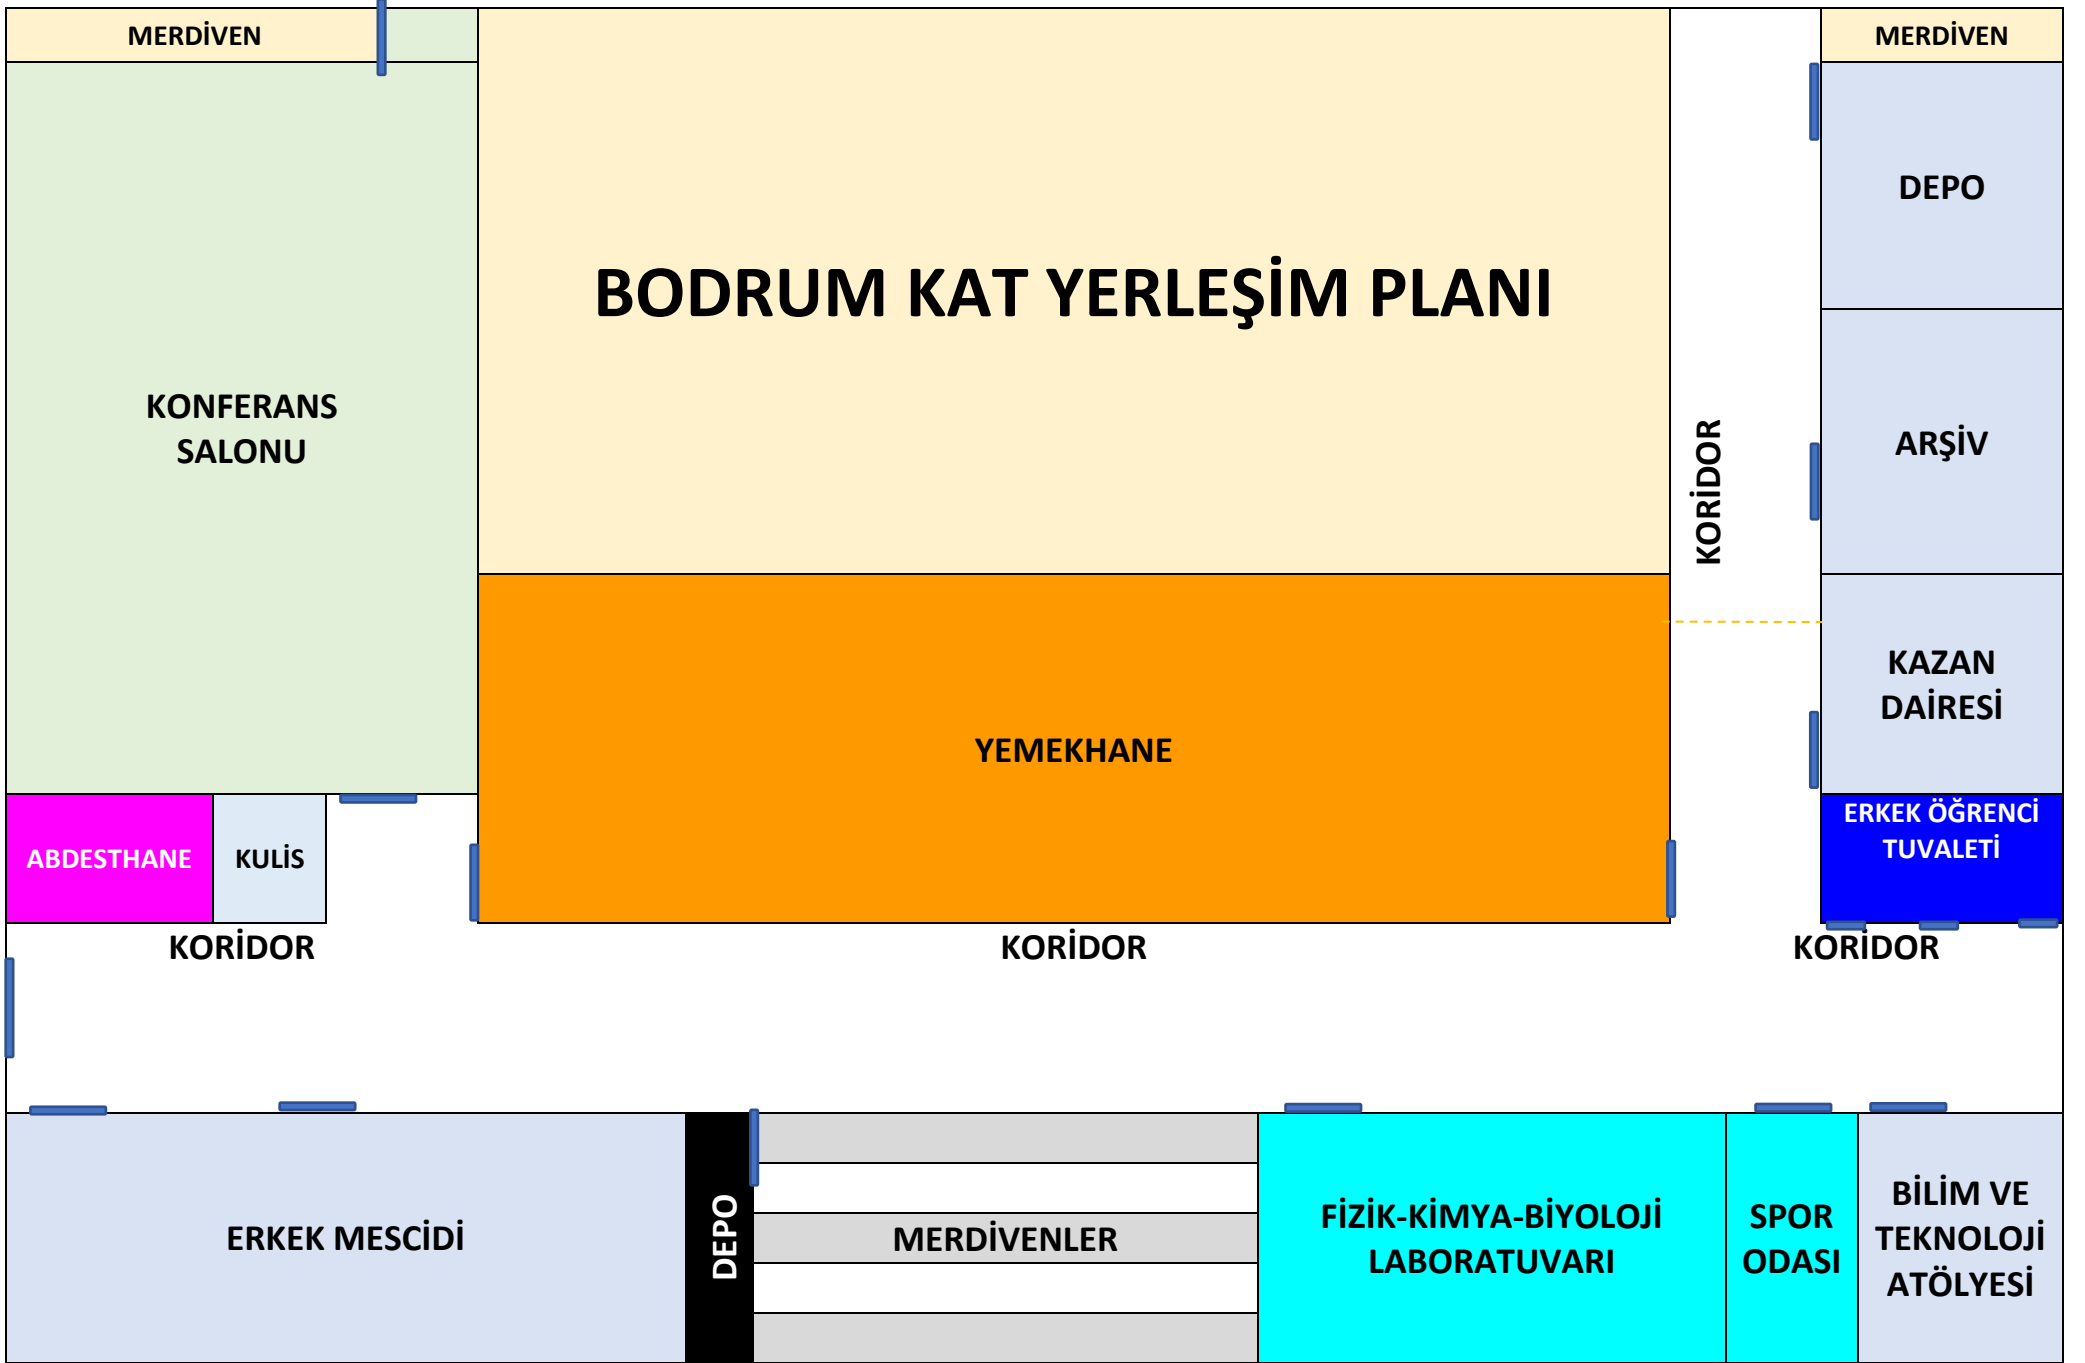 MERDİVEN
MERDİVEN
BODRUM KAT YERLEŞİM PLANI
DEPO
KONFERANS
SALONU
KORİDOR
ARŞİV
YEMEKHANE
KAZAN
DAİRESİ
ABDESTHANE
KULİS
ERKEK ÖĞRENCİ
TUVALETİ
KORİDOR
KORİDOR
KORİDOR
ERKEK MESCİDİ
DEPO
MERDİVENLER
FİZİK-KİMYA-BİYOLOJİ
LABORATUVARI
SPOR
ODASI
BİLİM VE
TEKNOLOJİ
ATÖLYESİ